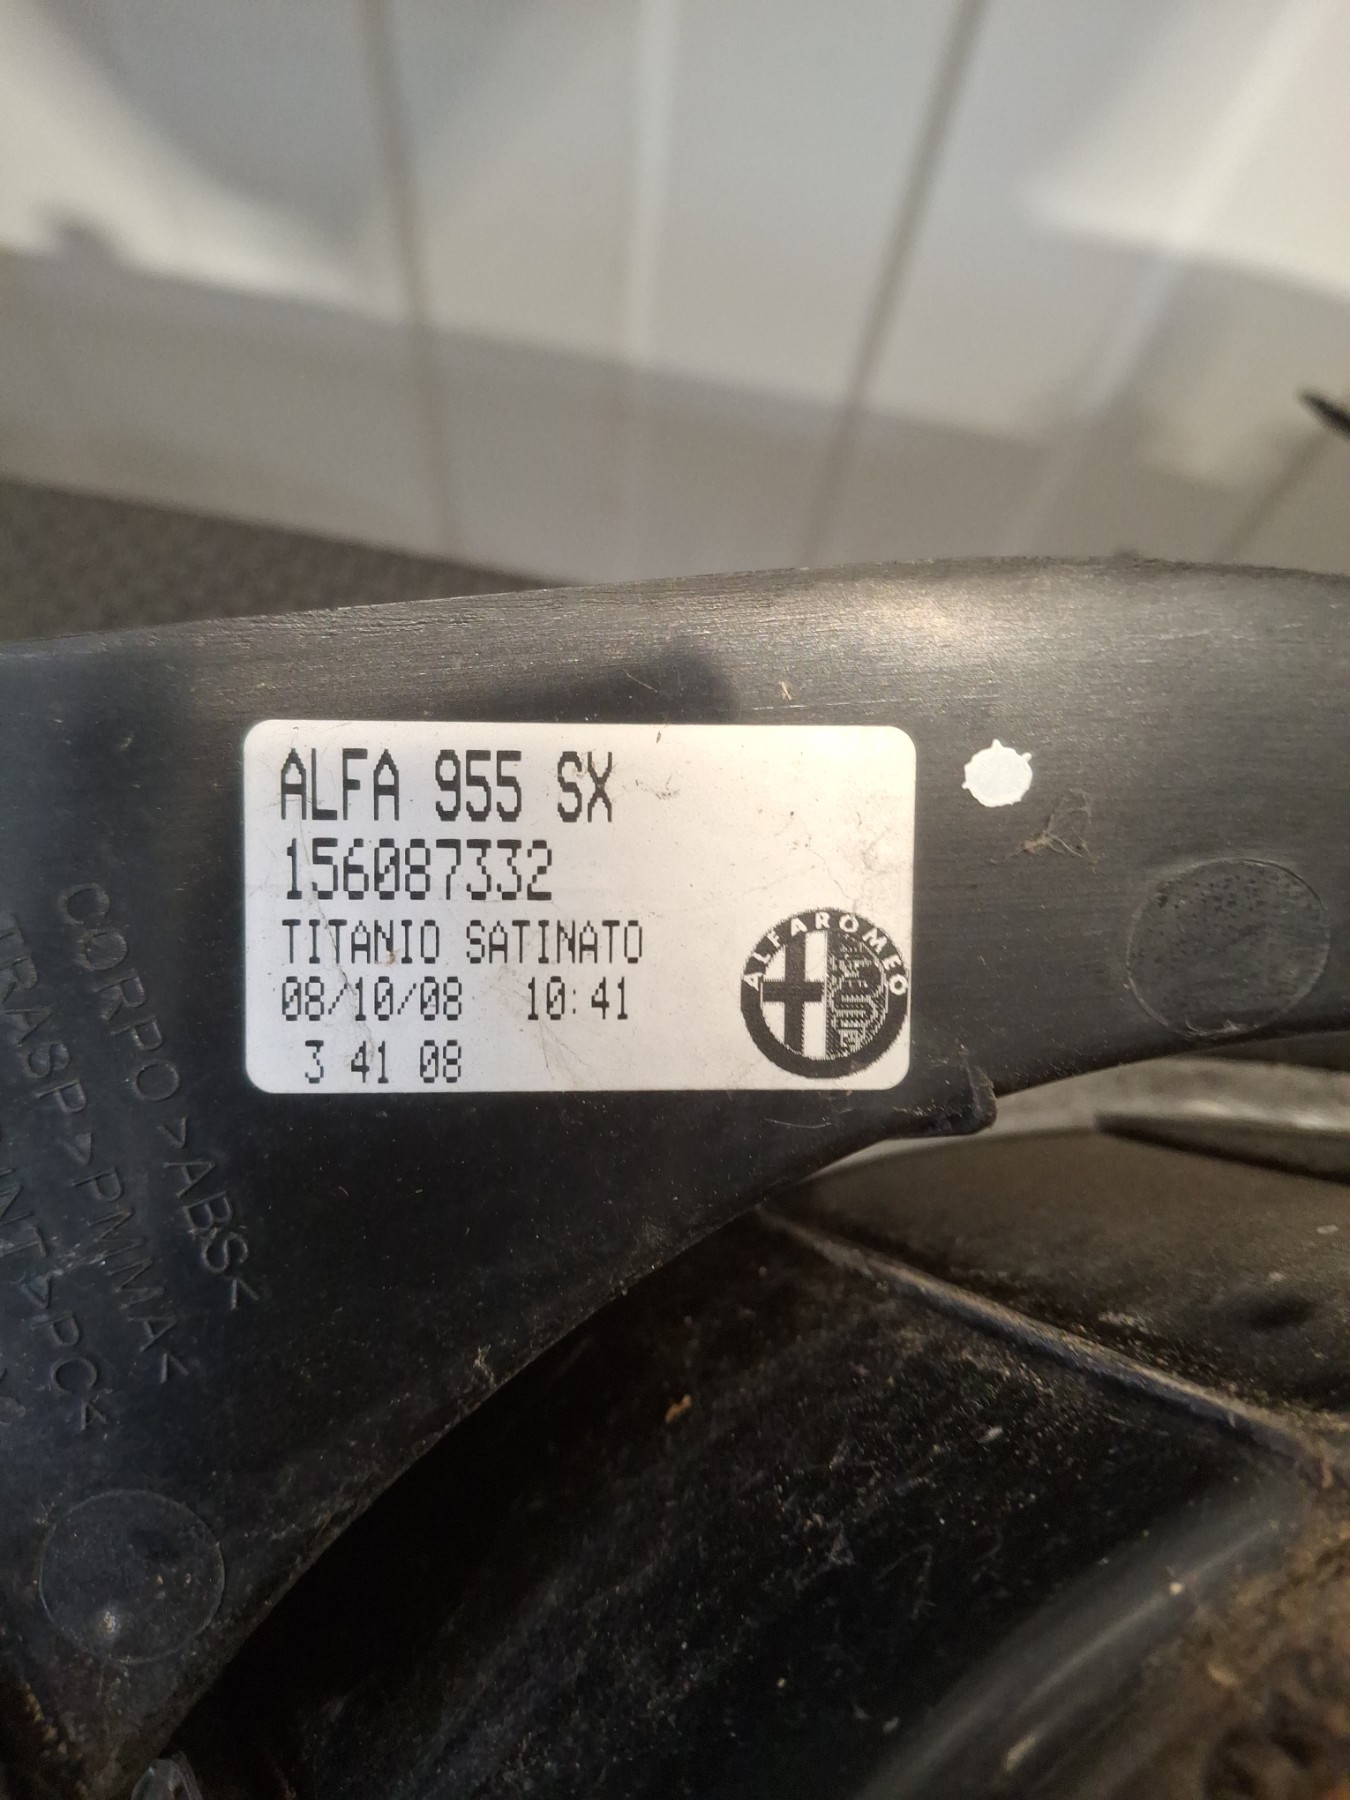 ALFA 955 SX
156087332
TITANIO SATINATO
08/10/08 10:41
3 41 08
ALFA ROMEO
CORPO >ABS<
TRASP >PMMA<
>PC<